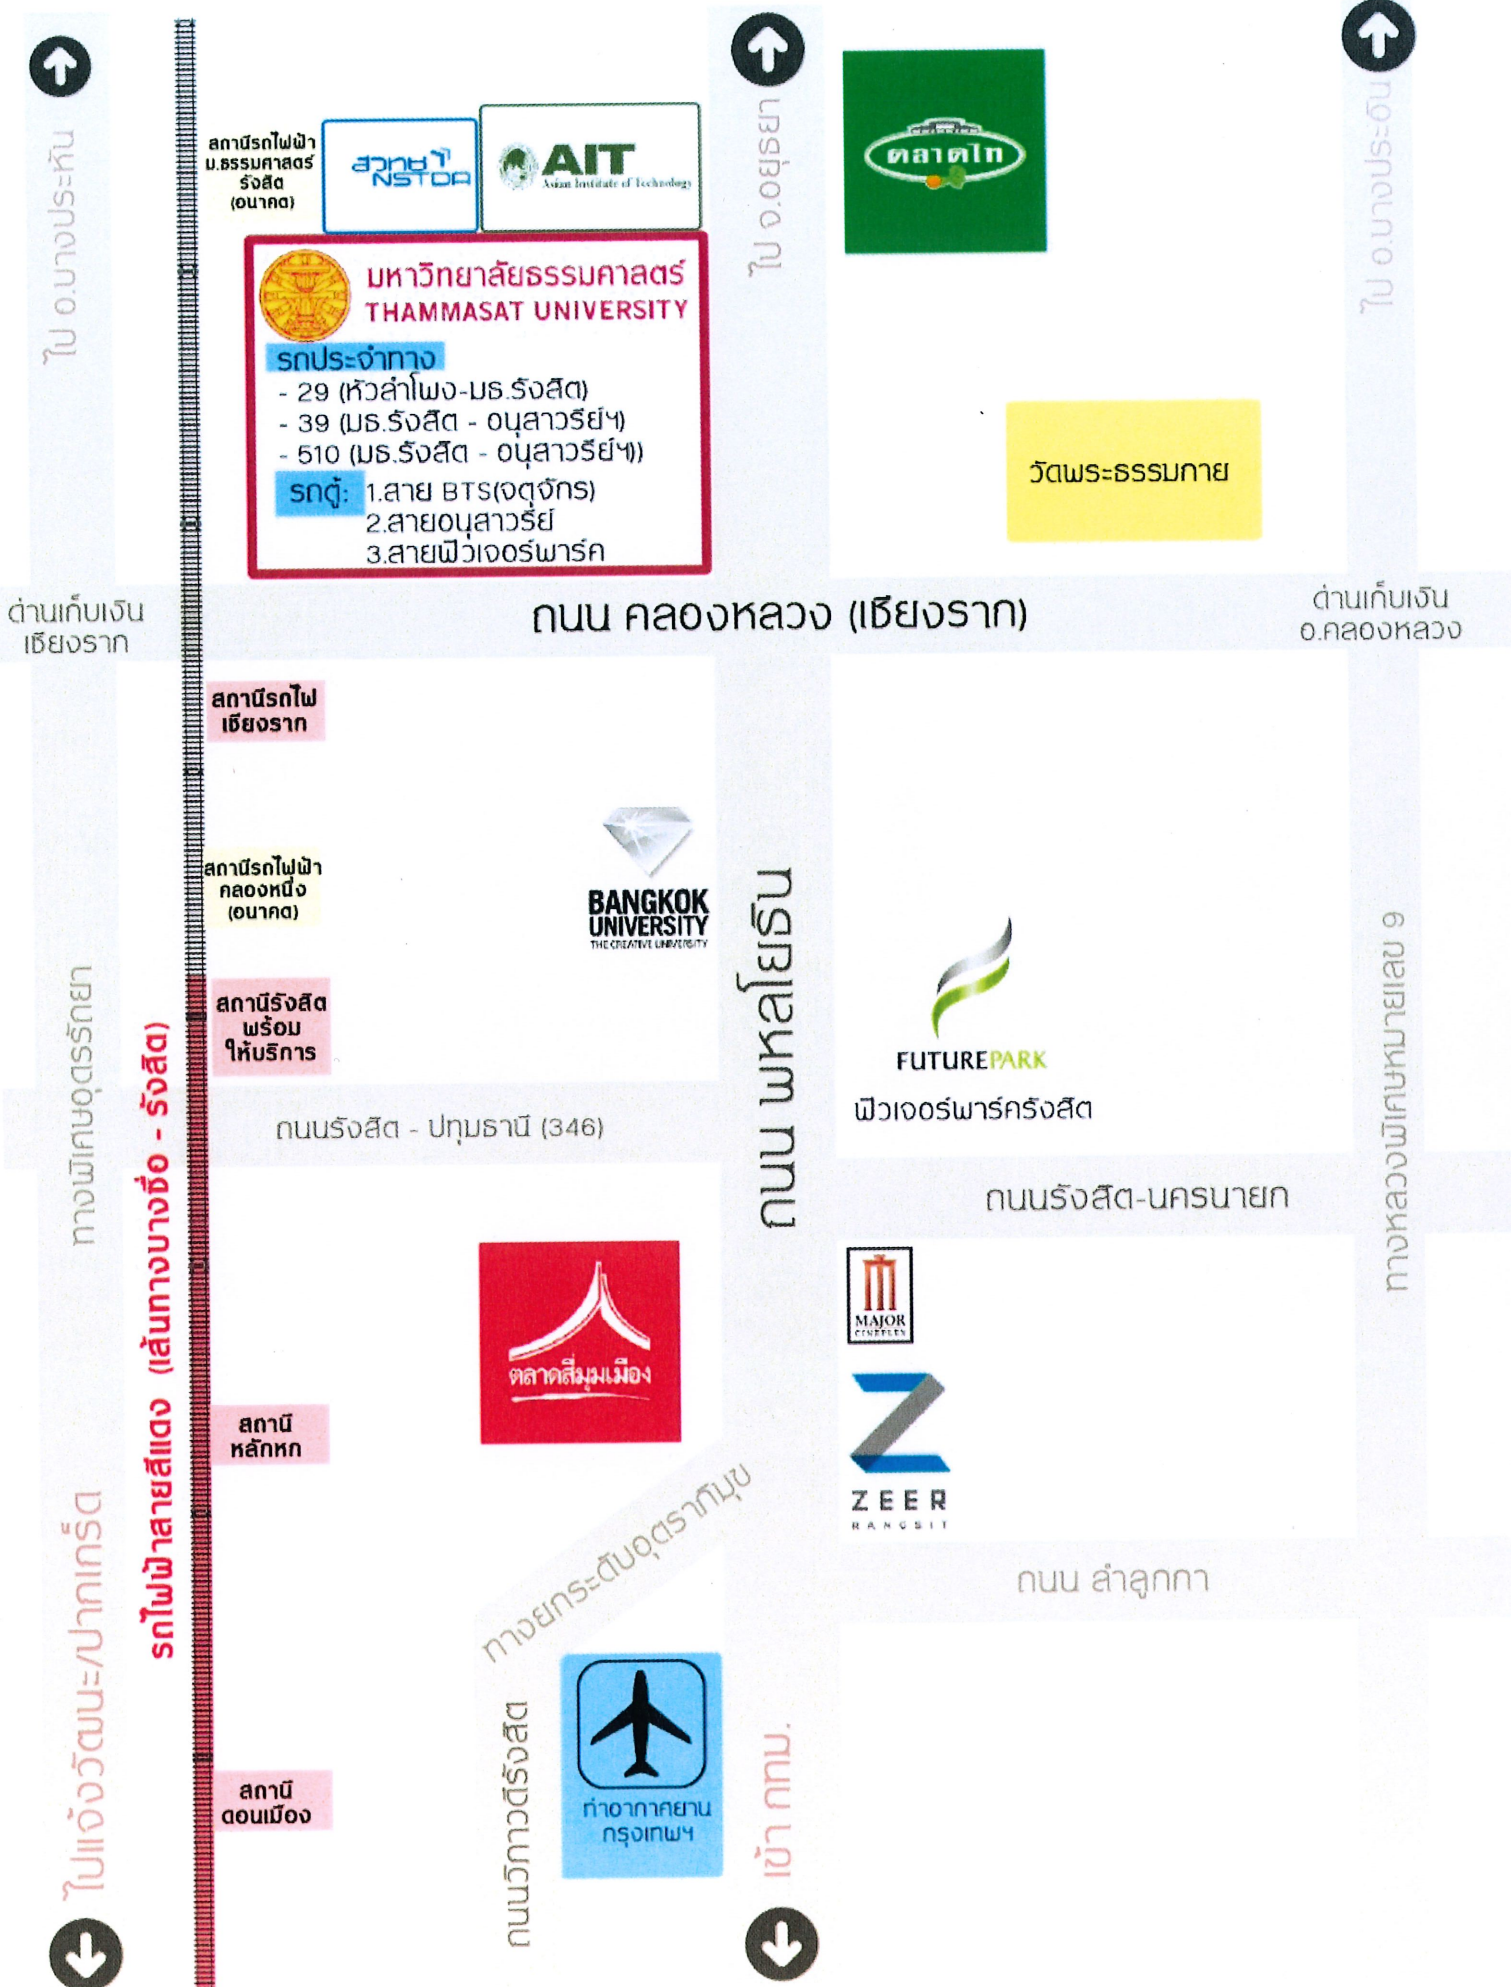 ไป อ.บางประหัน
สถานีรถไฟฟ้า
ม.ธรรมศาสตร์
รังสิต
(อนาคต)
สวทช
NSTDA
AIT
Asian Institute of Technology
ไป จ.อยุธยา
ตลาดไท
ไป อ.บางประอิน
มหาวิทยาลัยธรรมศาสตร์
THAMMASAT UNIVERSITY
รถประจำทาง
- 29 (หัวลำโพง-มธ.รังสิต)
- 39 (มธ.รังสิต - อนุสาวรีย์ฯ)
- 510 (มธ.รังสิต - อนุสาวรีย์ฯ))
รถตู้: 1.สาย BTS(จตุจักร)
2.สายอนุสาวรีย์
3.สายฟิวเจอร์พาร์ค
วัดพระธรรมกาย
ด่านเก็บเงิน
เชียงราก
ถนน คลองหลวง (เชียงราก)
ด่านเก็บเงิน
อ.คลองหลวง
สถานีรถไฟ
เชียงราก
สถานีรถไฟฟ้า
คลองหนึ่ง
(อนาคต)
BANGKOK
UNIVERSITY
THE CREATIVE UNIVERSITY
ถนน พหลโยธิน
FUTUREPARK
ฟิวเจอร์พาร์ครังสิต
ทางหลวงพิเศษหมายเลข 9
ทางพิเศษอุดรรัถยา
รถไฟฟ้าสายสีแดง (เส้นทางบางซื่อ - รังสิต)
สถานีรังสิต
พร้อม
ให้บริการ
ถนนรังสิต - ปทุมธานี (346)
ถนนรังสิต-นครนายก
ตลาดสี่มุมเมือง
MAJOR
CINEPLEX
ZEER
RANGSIT
สถานี
หลักหก
ทางยกระดับอุตราภิมุข
ถนน ลำลูกกา
ไปแจ้งวัฒนะ/ปากเกร็ด
สถานี
ดอนเมือง
ถนนวิภาวดีรังสิต
ท่าอากาศยาน
กรุงเทพฯ
เข้า กทม.